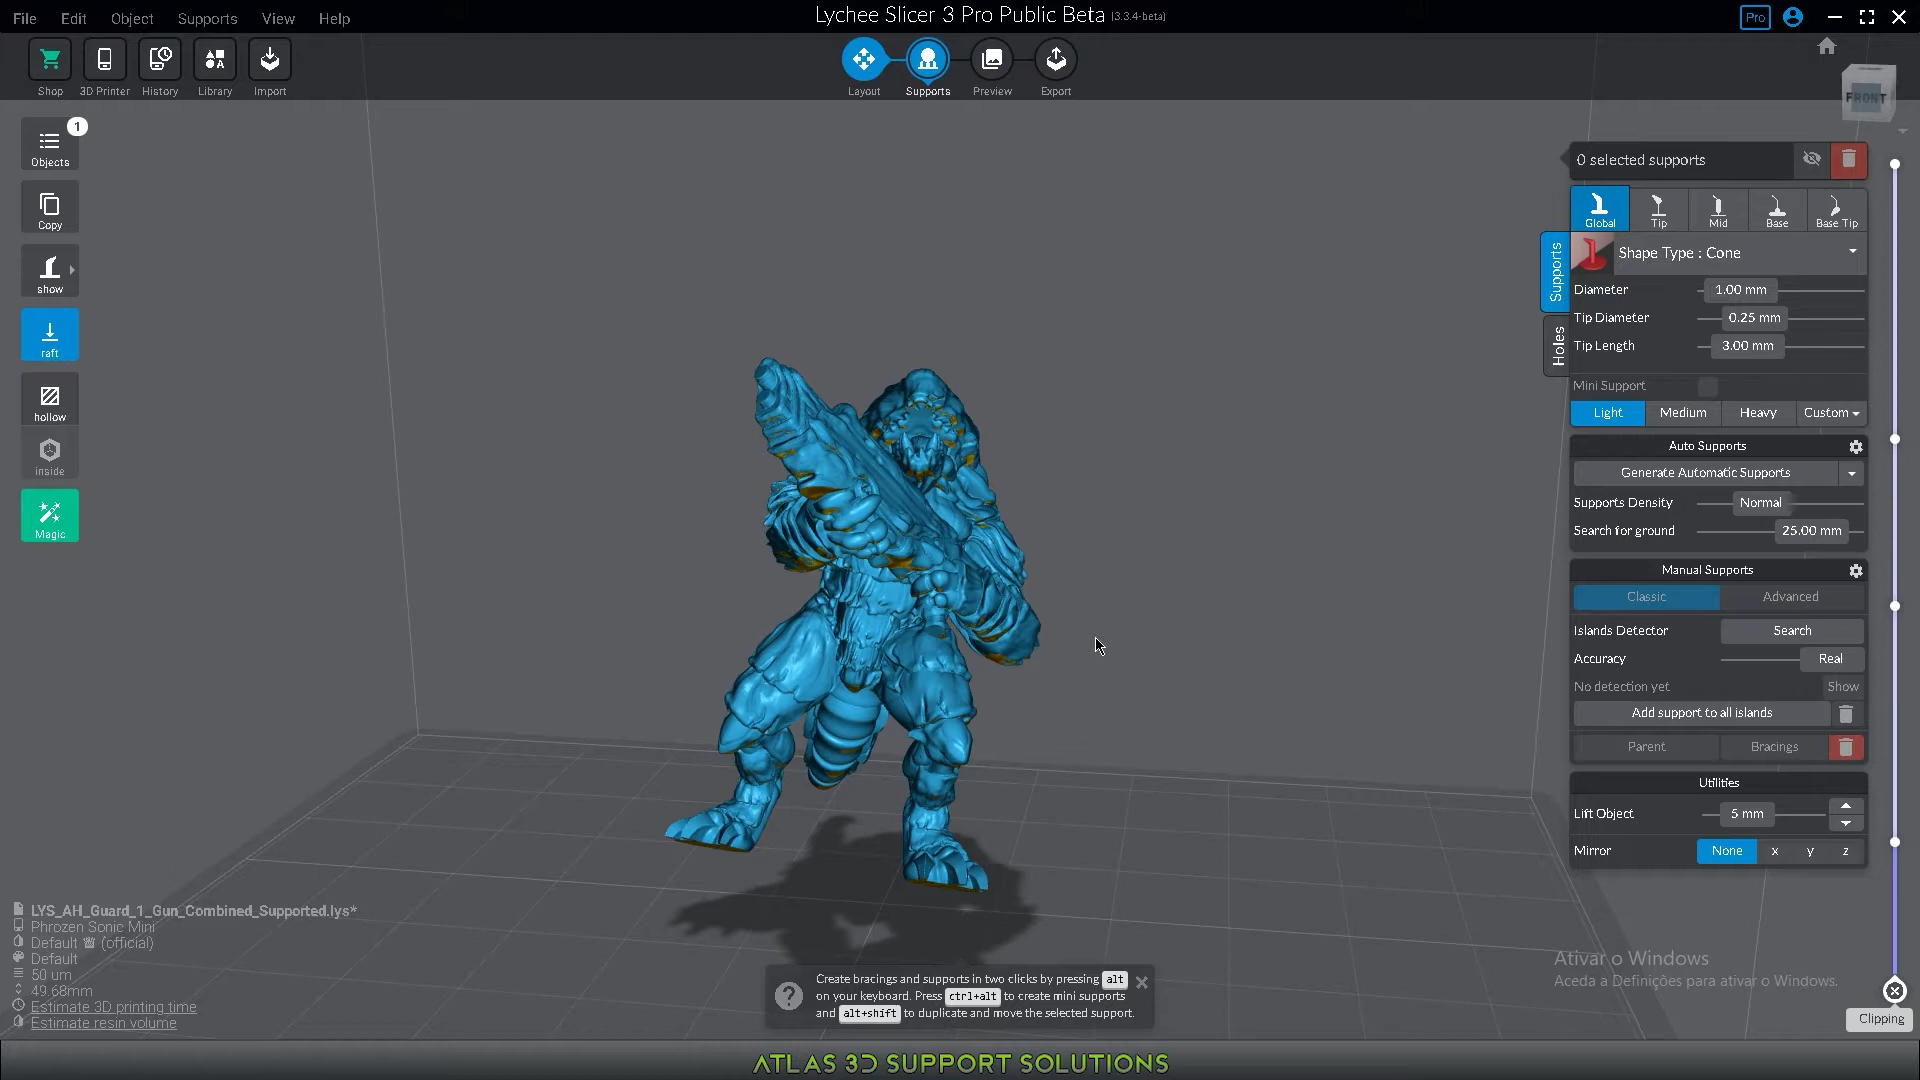 File Edit Object Supports View Help
Lychee Slicer 3 Pro Public Beta (3.3.4-beta)
Pro
Shop 3D Printer History Library Import
Layout Supports Preview Export
FRONT
1
Objects
Copy
show
raft
hollow
inside
Magic
0 selected supports
Global Tip Mid Base Base Tip
Supports
Holes
Shape Type : Cone
Diameter 1.00 mm
Tip Diameter 0.25 mm
Tip Length 3.00 mm
Mini Support
Light Medium Heavy Custom
Auto Supports
Generate Automatic Supports
Supports Density Normal
Search for ground 25.00 mm
Manual Supports
Classic Advanced
Islands Detector Search
Accuracy Real
No detection yet Show
Add support to all islands
Parent Bracings
Utilities
Lift Object 5 mm
Mirror None x y z
LYS_AH_Guard_1_Gun_Combined_Supported.lys*
Phrozen Sonic Mini
Default (official)
Default
50 um
49.68mm
Estimate 3D printing time
Estimate resin volume
Create bracings and supports in two clicks by pressing alt
on your keyboard. Press ctrl+alt to create mini supports
and alt+shift to duplicate and move the selected support.
Ativar o Windows
Aceda a Definições para ativar o Windows.
Clipping
ATLAS 3D SUPPORT SOLUTIONS